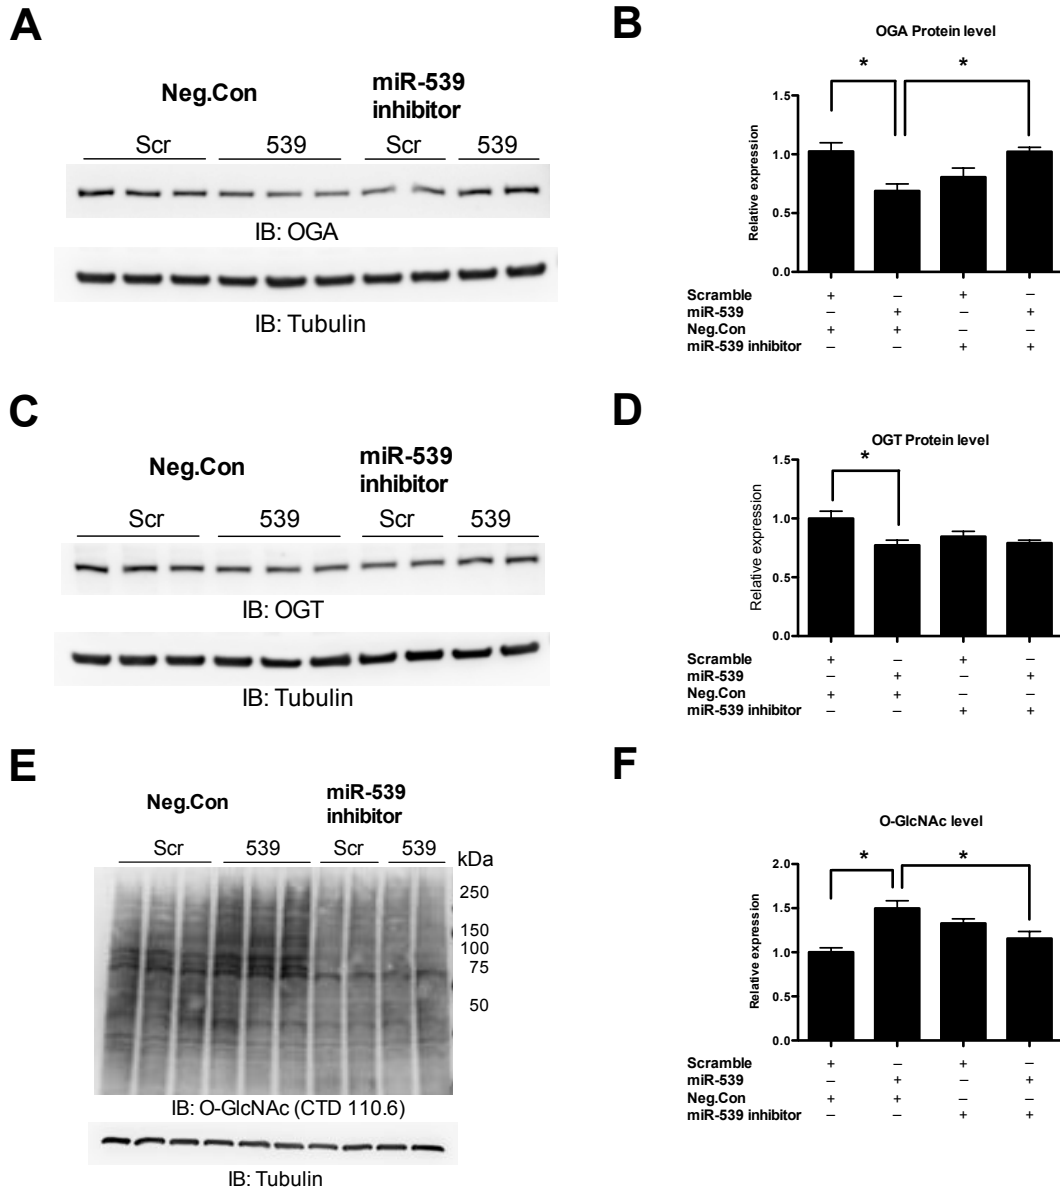 A
Neg.Con
miR-539
inhibitor
Scr 539 Scr 539
IB: OGA
IB: Tubulin
B
OGA Protein level
* *
1.5
1.0
0.5
0.0
Relative expression
Scramble + – + –
miR-539 – + – +
Neg.Con + + – –
miR-539 inhibitor – – + +
C
Neg.Con
miR-539
inhibitor
Scr 539 Scr 539
IB: OGT
IB: Tubulin
D
OGT Protein level
*
1.5
1.0
0.5
0.0
Relative expression
Scramble + – + –
miR-539 – + – +
Neg.Con + + – –
miR-539 inhibitor – – + +
E
Neg.Con
miR-539
inhibitor
Scr 539 Scr 539
kDa
250
150
100
75
50
IB: O-GlcNAc (CTD 110.6)
IB: Tubulin
F
O-GlcNAc level
* *
2.0
1.5
1.0
0.5
0.0
Relative expression
Scramble + – + –
miR-539 – + – +
Neg.Con + + – –
miR-539 inhibitor – – + +